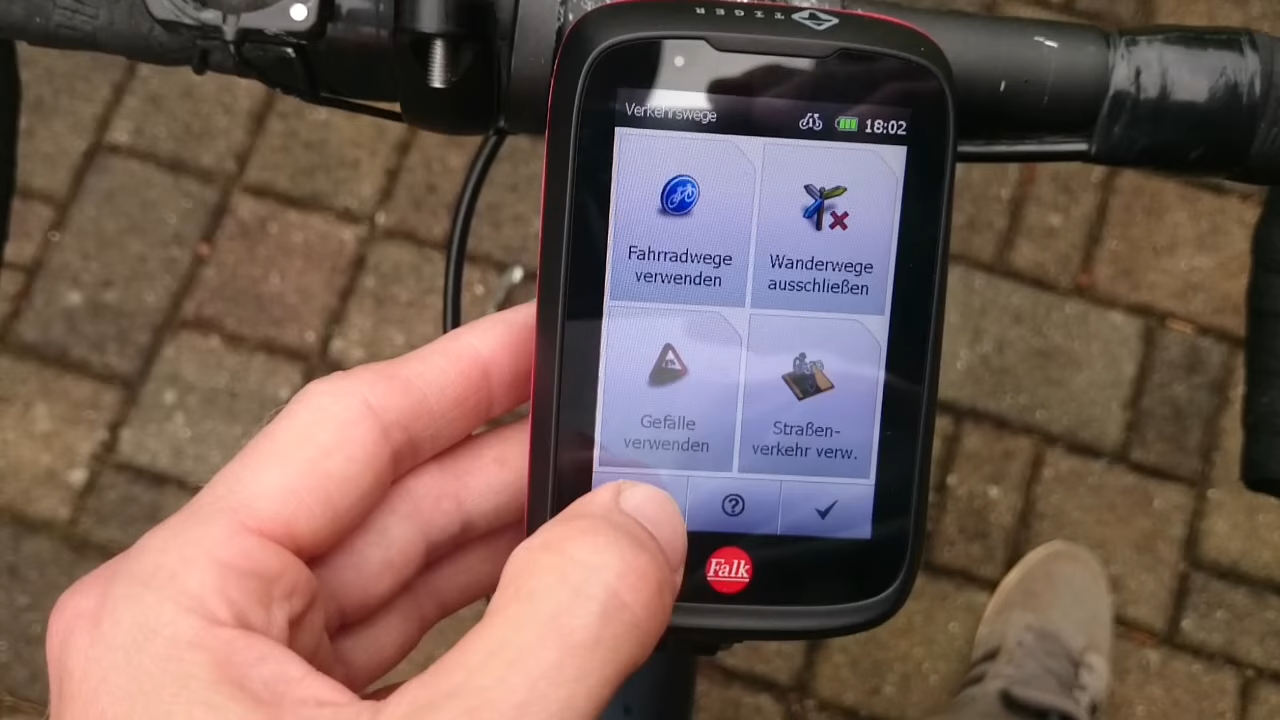 TIGER
Verkehrswege
18:02
Fahrradwege
verwenden
Wanderwege
ausschließen
Gefälle
verwenden
Straßen-
verkehr verw.
?
Falk